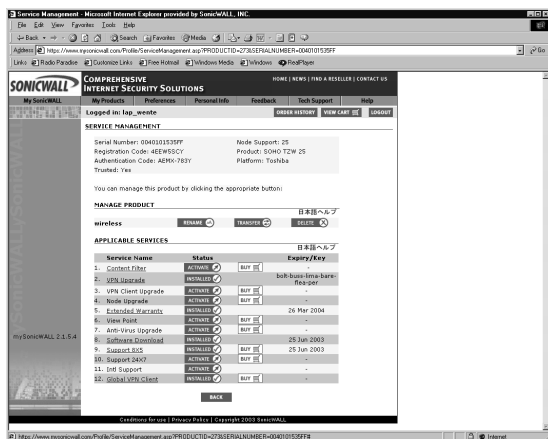 Service Management - Microsoft Internet Explorer provided by SonicWALL, INC.
File Edit View Favorites Tools Help
Back Search Favorites Media
Address https://www.mysonicwall.com/Profile/ServiceManagement.asp?PRODUCTID=273&SERIALNUMBER=0040101535FF Go
Links Radio Paradise Customize Links Free Hotmail Windows Media Windows RealPlayer
SONICWALL
COMPREHENSIVE INTERNET SECURITY SOLUTIONS
HOME | NEWS | FIND A RESELLER | CONTACT US
My SonicWALL My Products Preferences Personal Info Feedback Tech Support Help
Logged in: lap_wente ORDER HISTORY VIEW CART LOGOUT
SERVICE MANAGEMENT
Serial Number: 0040101535FF Node Support: 25
Registration Code: 4EEW5SCY Product: SOHO TZW 25
Authentication Code: AEMX-783Y Platform: Toshiba
Trusted: Yes
You can manage this product by clicking the appropriate button:
MANAGE PRODUCT
日本語ヘルプ
wireless RENAME TRANSFER DELETE
APPLICABLE SERVICES
日本語ヘルプ
Service Name Status Expiry/Key
1. Content Filter ACTIVATE BUY -
2. VPN Upgrade INSTALLED bolt-buss-lima-bare-flea-per
3. VPN Client Upgrade ACTIVATE BUY -
4. Node Upgrade ACTIVATE BUY -
5. Extended Warranty INSTALLED 26 Mar 2004
6. View Point ACTIVATE BUY -
7. Anti-Virus Upgrade ACTIVATE BUY -
8. Software Download INSTALLED 25 Jun 2003
9. Support 8X5 INSTALLED BUY 25 Jun 2003
10. Support 24X7 ACTIVATE BUY -
11. Intl Support ACTIVATE -
12. Global VPN Client INSTALLED BUY -
BACK
mySonicWALL 2.1.5.4
Conditions for use | Privacy Policy | Copyright 2003 SonicWALL
https://www.mysonicwall.com/Profile/ServiceManagement.asp?PRODUCTID=273&SERIALNUMBER=0040101535FF# Internet